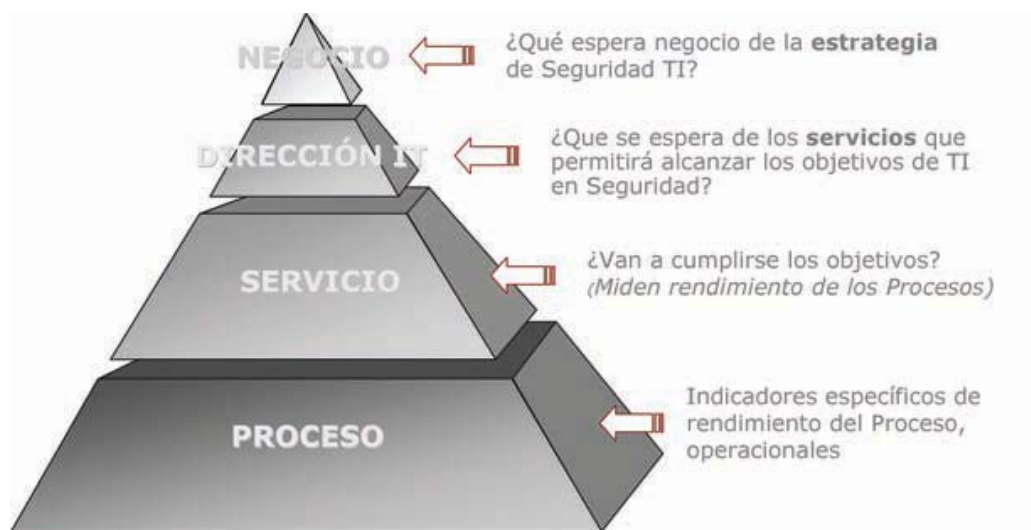 NEGOCIO
¿Qué espera negocio de la estrategia
de Seguridad TI?
DIRECCIÓN IT
¿Que se espera de los servicios que
permitirá alcanzar los objetivos de TI
en Seguridad?
SERVICIO
¿Van a cumplirse los objetivos?
(Miden rendimiento de los Procesos)
PROCESO
Indicadores específicos de
rendimiento del Proceso,
operacionales